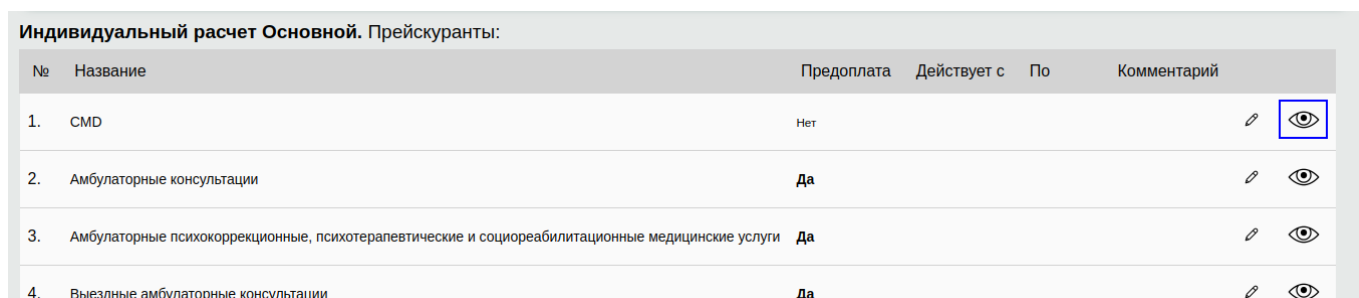 Индивидуальный расчет Основной. Прейскуранты:
№ Название Предоплата Действует с По Комментарий
1. CMD Нет
2. Амбулаторные консультации Да
3. Амбулаторные психокоррекционные, психотерапевтические и социореабилитационные медицинские услуги Да
4. Выездные амбулаторные консультации Да